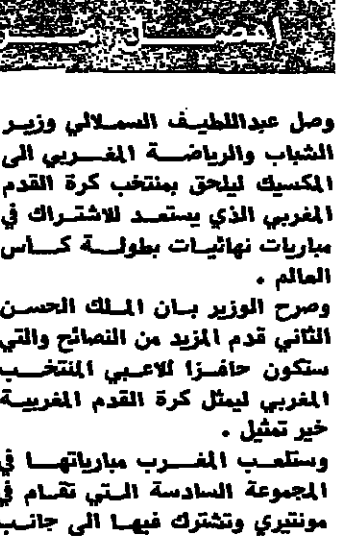 وصل عبداللطيف السملالي وزير
الشباب والرياضة المغربي الى
المكسيك ليلحق بمنتخب كرة القدم
المغربي الذي يستعد للاشتراك في
مباريات نهائيات بطولة كأس
العالم .
وصرح الوزير بان الملك الحسن
الثاني قدم المزيد من النصائح والتي
ستكون حافزا للاعبي المنتخب
المغربي ليمثل كرة القدم المغربية
خير تمثيل .
وستلعب المغرب مبارياتها في
المجموعة السادسة التي تقام في
مونتيري وتشترك فيها الى جانب